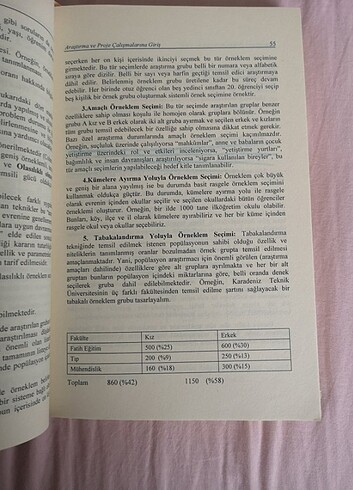 Araştırma ve Proje Çalışmalarına Giriş 55
seçerken her on kişi içerisinde ikinciyi seçmek bu tür örneklem seçimine
girmektedir. Bu tür seçimlerde araştırma grubu belli bir numara veya alfabetik
sıraya göre dizilir. Belli bir sayı veya harfin geçtiği temsil edici araştırmaya
dahil edilir. Belirlenmiş örneklem grubu üretilene kadar bu süreç devam
edebilir. Her birinde otuz öğrenci olan beş yedinci sınıftan 20. öğrenciyi seçip
beş kişilik bir örnek grubu oluşturmak sistemli örnek seçimine örnektir.
3.Amaçlı Örneklem Seçimi: Bu tür seçimde araştırılan gruplar benzer
özelliklere sahip olması koşulu ile homojen olarak gruplara bölünür. Örneğin
A grubu kız ve B erkek olarak iki alt gruba ayrılmak ve seçilen erkek ve kızların
tüm grubu temsil edebilecek bir özelliğe sahip olmasına dikkat etmek gerekir.
Bazı özel araştırma durumlarında amaçlı örneklem seçimi kaçınılmazdır.
Örneğin, suçluluk üzerinde çalışılıyorsa "mahkûmlar", anne ve babaların çocuk
yetiştirme üzerindeki rol ve etkileri inceleniyorsa, "yetiştirme yurtları",
bağımlılık ve insan davranışları araştırılıyorsa "sigara kullanılan bireyler", bu
tür amaçlı seçimlerin yapılabileceği hedef kitle tanımlarıdır.
4.Kümelere Ayırma Yoluyla Örneklem Seçimi: Örneklem çok büyük
ve geniş bir alana yayılmış ise bu durumda basit rasgele örneklem seçimini
kullanmak oldukça güçtür. Bu durumda, kümelere ayırma yolu ile rasgele
olarak evrenin içinden okullar seçilir ve seçilen okullardaki bütün öğrenciler
örneklemi oluşturur. Örneğin, bir ilde 1000 tane ilköğretim okulu olabilir.
Bunları, köy, ilçe ve il olarak kümelere ayırabiliriz ve her bir küme içinden
rasgele okul veya okullar seçebiliriz.
5. Tabakalandırma Yoluyla Örneklem Seçimi: Tabakalandırma
tekniğinde temsil edilmek istenen popülasyonun sahibi olduğu özellik ve
niteliklerin tanımlanmış oranlar bozulmadan örnek grupta temsil edilmesi
amaçlanmaktadır. Yani, popülasyon araştırmacı için önemli görülen (araştırma
amaçları dahilinde) özelliklere göre alt gruplara ayrılmakta ve her bir alt
gruptan bunların popülasyon içindeki miktarlarına göre, belli oranda denek
seçilerek gruba dahil edilebilmektedir. Örneğin, Karadeniz Teknik
Üniversitesinin üç farklı fakültesinden temsil edilme şartını sağlayacak bir
tabakalı örneklem grubu tasarlayalım.
Fakülte Kız Erkek
Fatih Eğitim 500 (%25) 600 (%30)
Tıp 200 (%9) 250 (%13)
Mühendislik 160 (%18) 300 (%15)
Toplam 860 (%42) 1150 (%58)